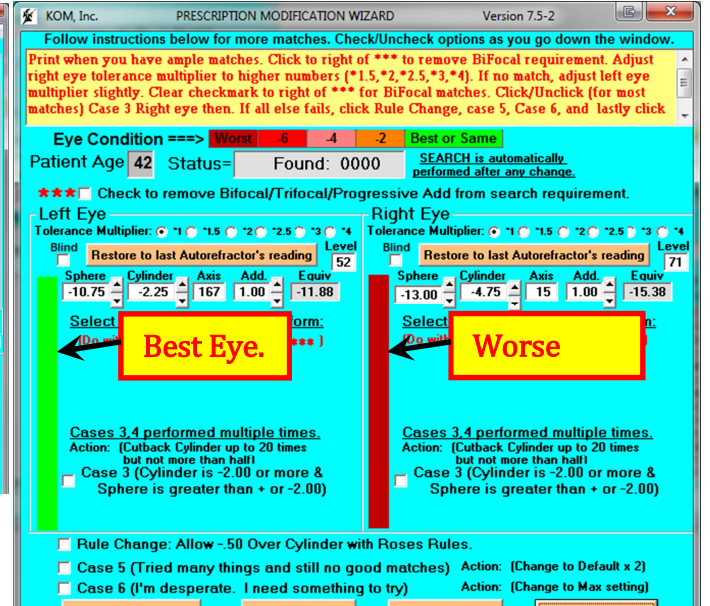 KOM, Inc. PRESCRIPTION MODIFICATION WIZARD Version 7.5-2
Follow instructions below for more matches. Check/Uncheck options as you go down the window.
Print when you have ample matches. Click to right of *** to remove BiFocal requirement. Adjust
right eye tolerance multiplier to higher numbers (*1.5,*2,*2.5,*3,*4). If no match, adjust left eye
multiplier slightly. Clear checkmark to right of *** for BiFocal matches. Click/Unclick (for most
matches) Case 3 Right eye then. If all else fails, click Rule Change, case 5, Case 6, and lastly click
Eye Condition ===> Worst -6 -4 -2 Best or Same
Patient Age 42 Status= Found: 0000 SEARCH is automatically
performed after any change.
*** Check to remove Bifocal/Trifocal/Progressive Add from search requirement.
Left Eye
Tolerance Multiplier: *1 *1.5 *2 *2.5 *3 *4
Blind Restore to last Autorefractor's reading Level
52
Sphere Cylinder Axis Add. Equiv
-10.75 -2.25 167 1.00 -11.88
Select orm:
(Do wi *** )
Best Eye.
Cases 3,4 performed multiple times.
Action: (Cutback Cylinder up to 20 times
but not more than half)
Case 3 (Cylinder is -2.00 or more &
Sphere is greater than + or -2.00)
Right Eye
Tolerance Multiplier: *1 *1.5 *2 *2.5 *3 *4
Blind Restore to last Autorefractor's reading Level
71
Sphere Cylinder Axis Add. Equiv
-13.00 -4.75 15 1.00 -15.38
Select m:
(Do with )
Worse
Cases 3,4 performed multiple times.
Action: (Cutback Cylinder up to 20 times
but not more than half)
Case 3 (Cylinder is -2.00 or more &
Sphere is greater than + or -2.00)
Rule Change: Allow -.50 Over Cylinder with Roses Rules.
Case 5 (Tried many things and still no good matches) Action: (Change to Default x 2)
Case 6 (I'm desperate. I need something to try) Action: (Change to Max setting)